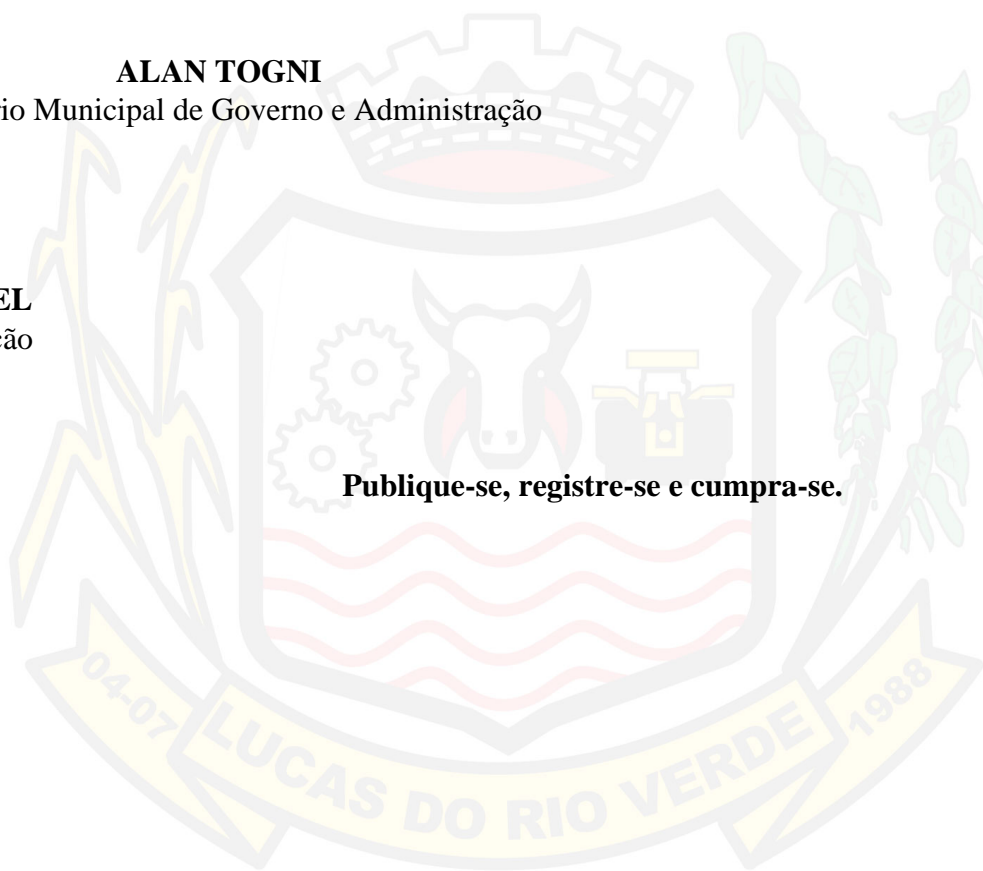 ALAN TOGNI
rio Municipal de Governo e Administração
EL
ão
Publique-se, registre-se e cumpra-se.
04-07
LUCAS DO RIO VERDE
1988